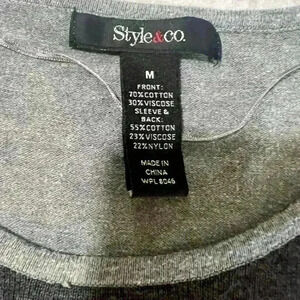 Style&co.
M
FRONT:
70%COTTON
30%VISCOSE
SLEEVE &
BACK:
55%COTTON
23%VISCOSE
22%NYLON
MADE IN
CHINA
WPL 8046